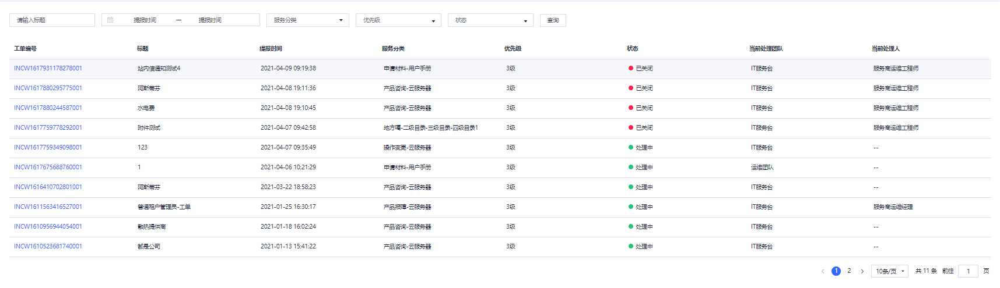 请输入标题 提报时间 — 提报时间 服务分类 优先级 状态 查询
工单编号 标题 提报时间 服务分类 优先级 状态 当前处理团队 当前处理人
INCW1617931178278001 站内信通知测试4 2021-04-09 09:19:38 申请材料-用户手册 3级 已关闭 IT服务台 服务商运维工程师
INCW1617880295775001 阿斯蒂芬 2021-04-08 19:11:36 产品咨询-云服务器 3级 已关闭 IT服务台 服务商运维工程师
INCW1617880244587001 水电费 2021-04-08 19:10:45 产品咨询-云服务器 3级 已关闭 IT服务台 服务商运维工程师
INCW1617759778292001 附件测试 2021-04-07 09:42:58 地方噶-二级目录-三级目录-四级目录1 3级 已关闭 IT服务台 服务商运维工程师
INCW1617759349098001 123 2021-04-07 09:35:49 操作变更-云服务器 3级 处理中 IT服务台 --
INCW1617675688760001 1 2021-04-06 10:21:29 申请材料-用户手册 3级 处理中 运维团队 --
INCW1616410702801001 阿斯蒂芬 2021-03-22 18:58:23 产品咨询-云服务器 3级 处理中 IT服务台 --
INCW1611563416527001 普通租户管理员-工单 2021-01-25 16:30:17 产品报障-云服务器 3级 处理中 IT服务台 服务商运维经理
INCW1610956944054001 散热提供商 2021-01-18 16:02:24 产品咨询-云服务器 3级 处理中 IT服务台 --
INCW1610523681740001 都是公司 2021-01-13 15:41:22 产品咨询-云服务器 3级 处理中 IT服务台 --
1 2 10条/页 共 11 条 前往 1 页